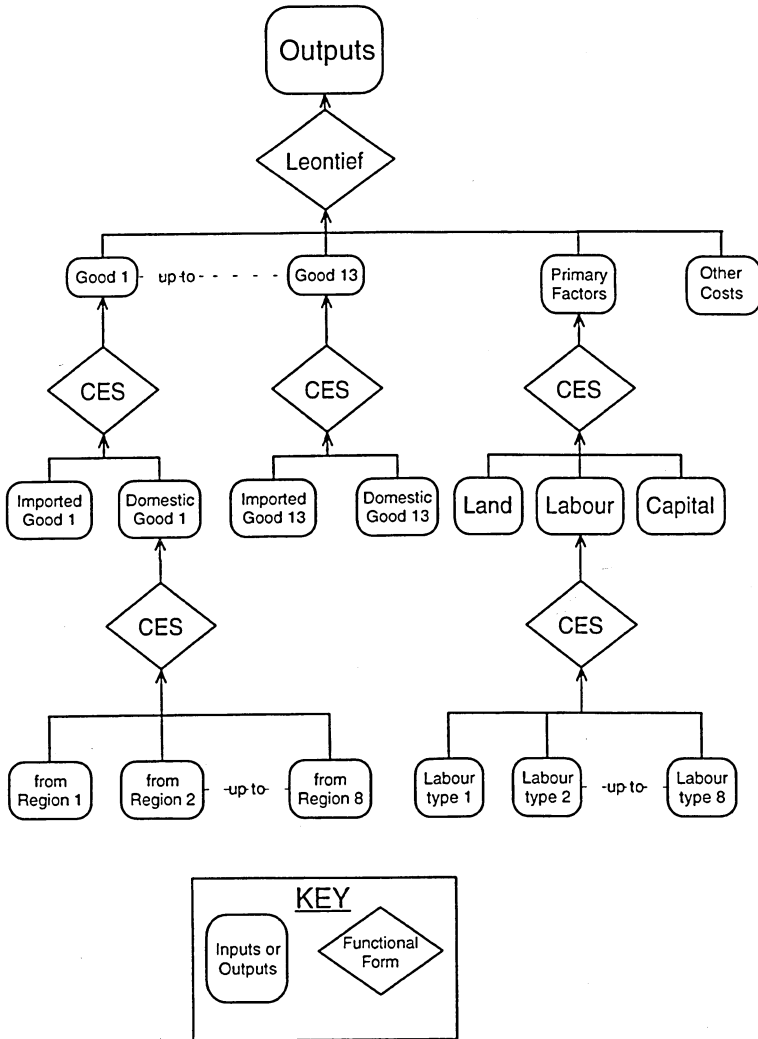 Outputs
Leontief
Good 1
up to
Good 13
Primary
Factors
Other
Costs
CES
CES
CES
Imported
Good 1
Domestic
Good 1
Imported
Good 13
Domestic
Good 13
Land
Labour
Capital
CES
CES
from
Region 1
from
Region 2
up to
from
Region 8
Labour
type 1
Labour
type 2
up to
Labour
type 8
KEY
Inputs or
Outputs
Functional
Form